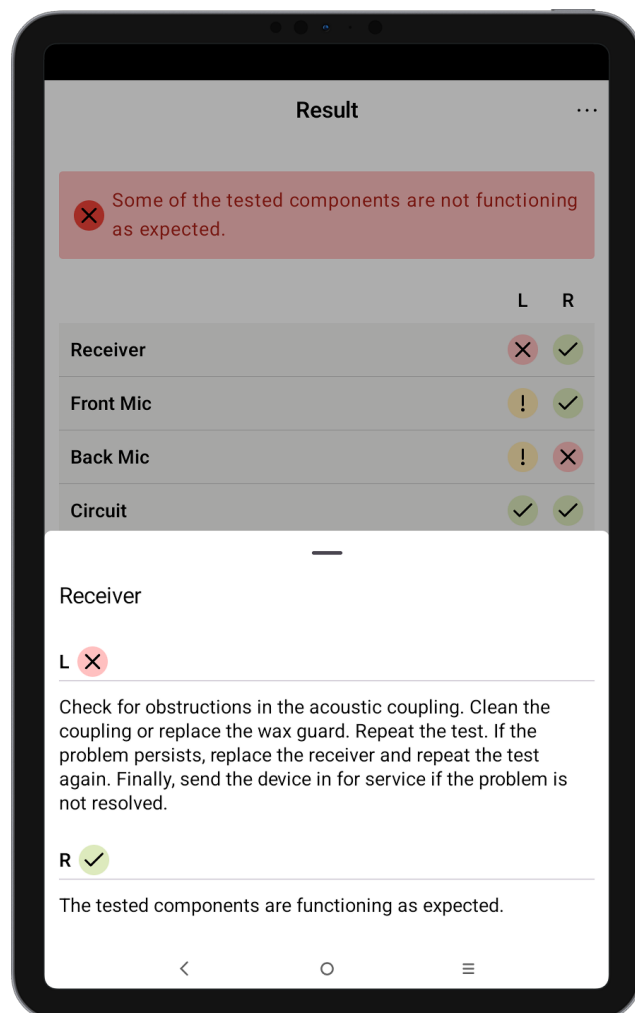 Result
Some of the tested components are not functioning
as expected.
L R
Receiver
Front Mic
Back Mic
Circuit
Receiver
L
Check for obstructions in the acoustic coupling. Clean the
coupling or replace the wax guard. Repeat the test. If the
problem persists, replace the receiver and repeat the test
again. Finally, send the device in for service if the problem is
not resolved.
R
The tested components are functioning as expected.